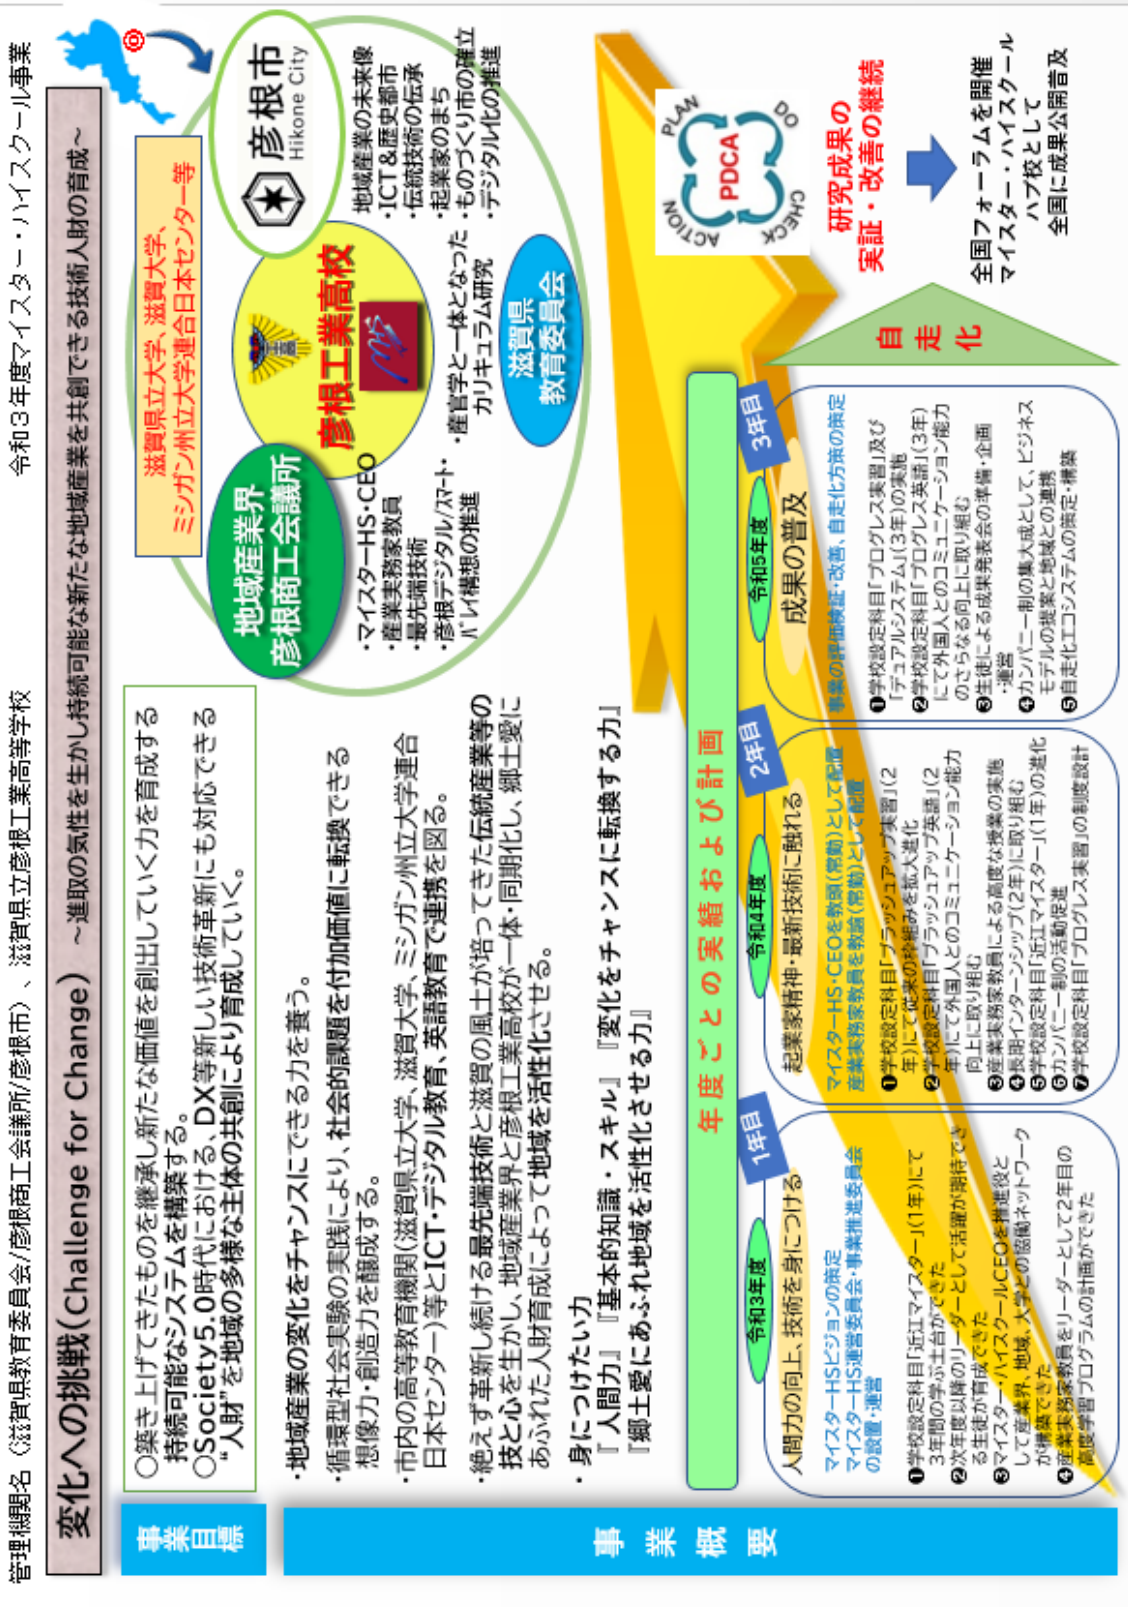 管理機関名（滋賀県教育委員会/彦根商工会議所/彦根市）、滋賀県立彦根工業高等学校
令和３年度マイスター・ハイスクール事業
変化への挑戦(Challenge for Change) ～進取の気性を生かし持続可能な新たな地域産業を共創できる技術人財の育成～
事業目標
○築き上げてきたものを継承し新たな価値を創出していく力を育成する
持続可能なシステムを構築する。
○Society5.0時代における、DX等新しい技術革新にも対応できる
“人財”を地域の多様な主体の共創により育成していく。
滋賀県立大学、滋賀大学、
ミシガン州立大学連合日本センター等
彦根市
Hikone City
地域産業界
彦根商工会議所
彦根工業高校
滋賀県
教育委員会
地域産業の未来像
・ICT＆歴史都市
・伝統技術の伝承
・起業家のまち
・ものづくり市の確立
・デジタル化の推進
・マイスターHS・CEO
・産業実務家教員
・最先端技術
・彦根デジタル/スマート・
バレイ構想の推進
・産官学と一体となった
カリキュラム研究
事業概要
・地域産業の変化をチャンスにできる力を養う。
・循環型社会実験の実践により、社会的課題を付加価値に転換できる
想像力・創造力を醸成する。
・市内の高等教育機関(滋賀県立大学、滋賀大学、ミシガン州立大学連合
日本センター)等とICT・デジタル教育、英語教育で連携を図る。
・絶えず革新し続ける最先端技術と滋賀の風土が培ってきた伝統産業等の
技と心を生かし、地域産業界と彦根工業高校が一体・同期化し、郷土愛に
あふれた人財育成によって地域を活性化させる。
・身につけたい力
『人間力』『基本的知識・スキル』『変化をチャンスに転換する力』
『郷土愛にあふれ地域を活性化させる力』
年度ごとの実績および計画
令和3年度
1年目
人間力の向上、技術を身につける
マイスターHSビジョンの策定
マイスターHS運営委員会・事業推進委員会
の設置・運営
❶学校設定科目「近江マイスター」(1年)にて
3年間の学ぶ土台ができた
❷次年度以降のリーダーとして活躍が期待でき
る生徒が育成できた
❸マイスター・ハイスクールCEOを推進役と
して産業界、地域、大学との協働ネットワーク
が構築できた
❹産業実務家教員をリーダーとして2年目の
高度学習プログラムの計画ができた
令和4年度
2年目
起業家精神・最新技術に触れる
マイスターHS・CEOを教頭(常勤)として配置
産業実務家教員を教諭(常勤)として配置
❶学校設定科目「ブラッシュアップ実習」(2
年)にて従来の枠組みを拡大進化
❷学校設定科目「ブラッシュアップ英語」(2
年)にて外国人とのコミュニケーション能力
向上に取り組む
❸産業実務家教員による高度な授業の実施
❹長期インターンシップ(2年)に取り組む
❺学校設定科目「近江マイスター」(1年)の進化
❻カンパニー制の活動促進
❼学校設定科目「プログレス実習」の制度設計
令和5年度
3年目
成果の普及
事業の評価検証・改善、自走化方策の策定
❶学校設定科目「プログレス実習」及び
「デュアルシステム」(3年)の実施
❷学校設定科目「プログレス英語」(3年)
にて外国人とのコミュニケーション能力
のさらなる向上に取り組む
❸生徒による成果発表会の準備・企画
・運営
❹カンパニー制の集大成として、ビジネス
モデルの提案と地域との連携
❺自走化エコシステムの策定・構築
自走化
PLAN
DO
CHECK
ACTION
PDCA
研究成果の
実証・改善の継続
全国フォーラムを開催
マイスター・ハイスクール
ハブ校として
全国に成果公開普及